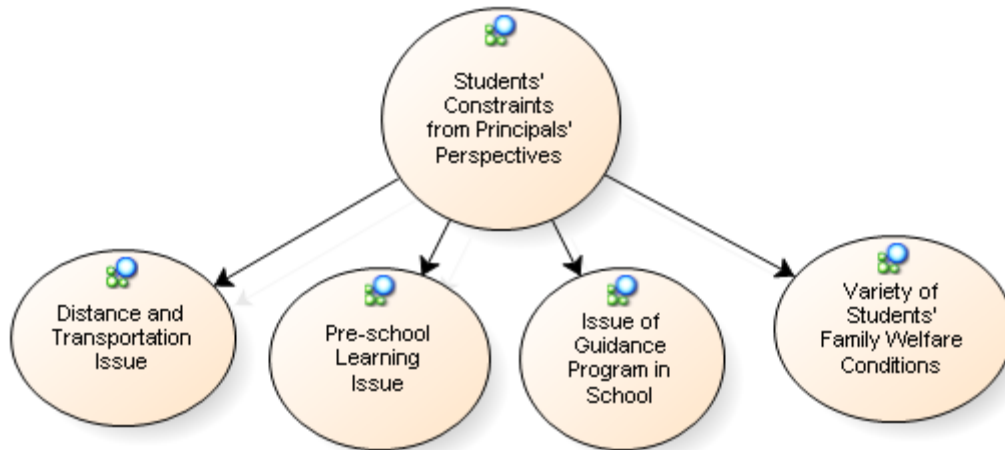 Students'
Constraints
from Principals'
Perspectives
Distance and
Transportation
Issue
Pre-school
Learning
Issue
Issue of
Guidance
Program in
School
Variety of
Students'
Family Welfare
Conditions